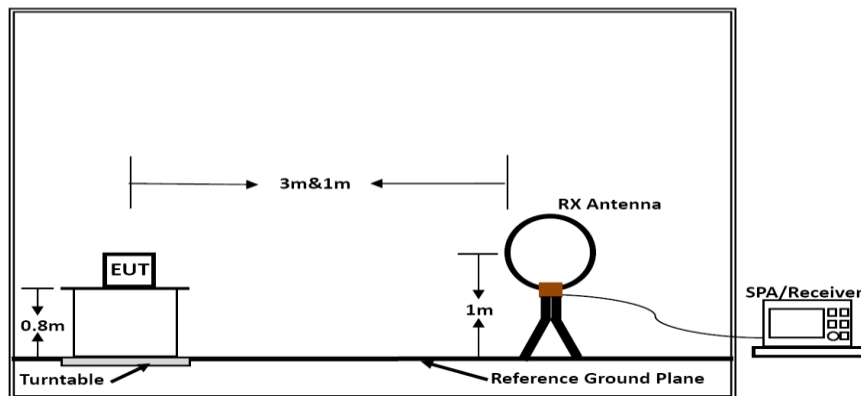 3m&1m
RX Antenna
EUT
SPA/Receiver
0.8m
1m
Turntable
Reference Ground Plane